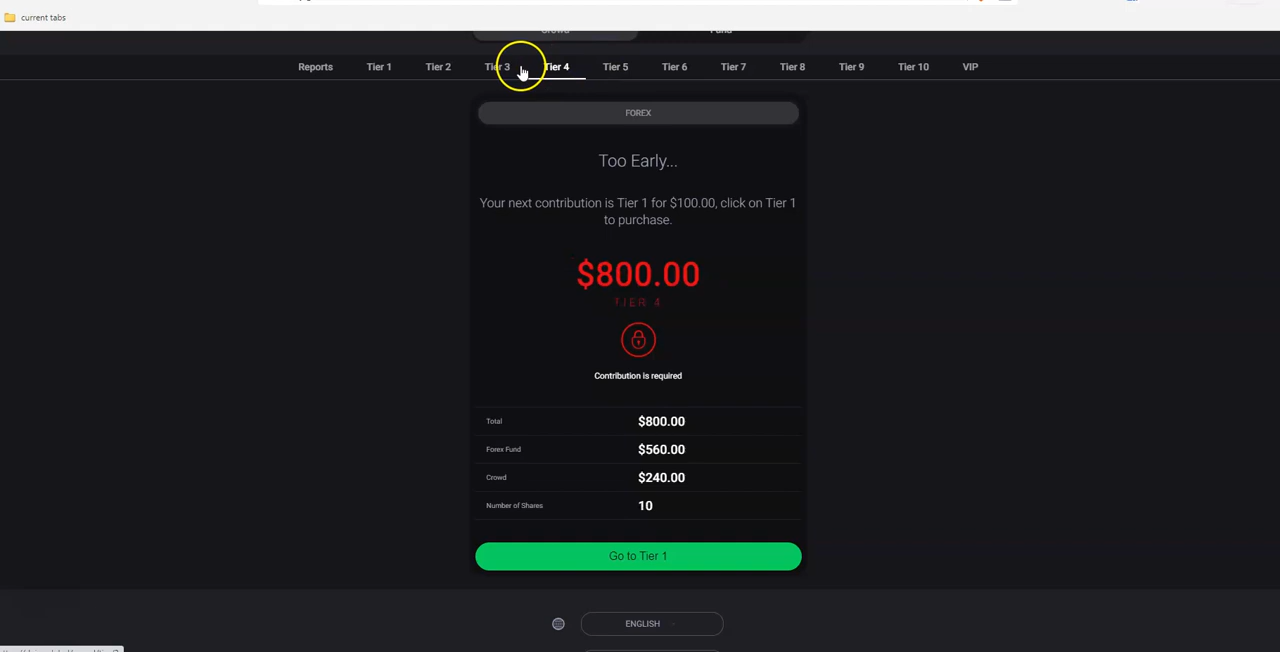 current tabs
Crowd Fund
Reports Tier 1 Tier 2 Tier 3 Tier 4 Tier 5 Tier 6 Tier 7 Tier 8 Tier 9 Tier 10 VIP
FOREX
Too Early...
Your next contribution is Tier 1 for $100.00, click on Tier 1
to purchase.
$800.00
TIER 4
Contribution is required
Total $800.00
Forex Fund $560.00
Crowd $240.00
Number of Shares 10
Go to Tier 1
ENGLISH